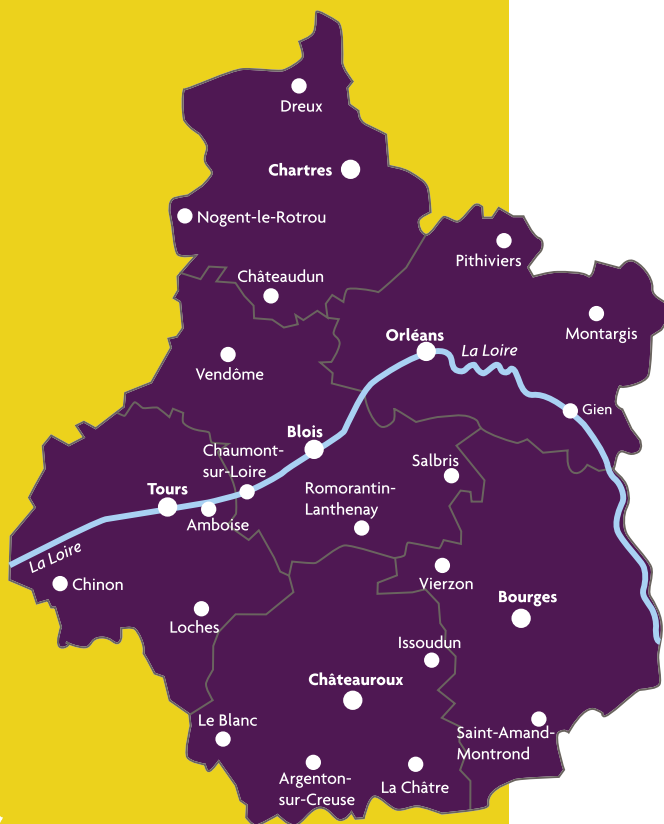 Dreux
Chartres
Nogent-le-Rotrou
Pithiviers
Châteaudun
Montargis
Orléans
La Loire
Vendôme
Gien
Blois
Chaumont-
sur-Loire
Salbris
Tours
Romorantin-
Lanthenay
Amboise
La Loire
Chinon
Vierzon
Bourges
Loches
Issoudun
Châteauroux
Le Blanc
Saint-Amand-
Montrond
Argenton-
sur-Creuse
La Châtre